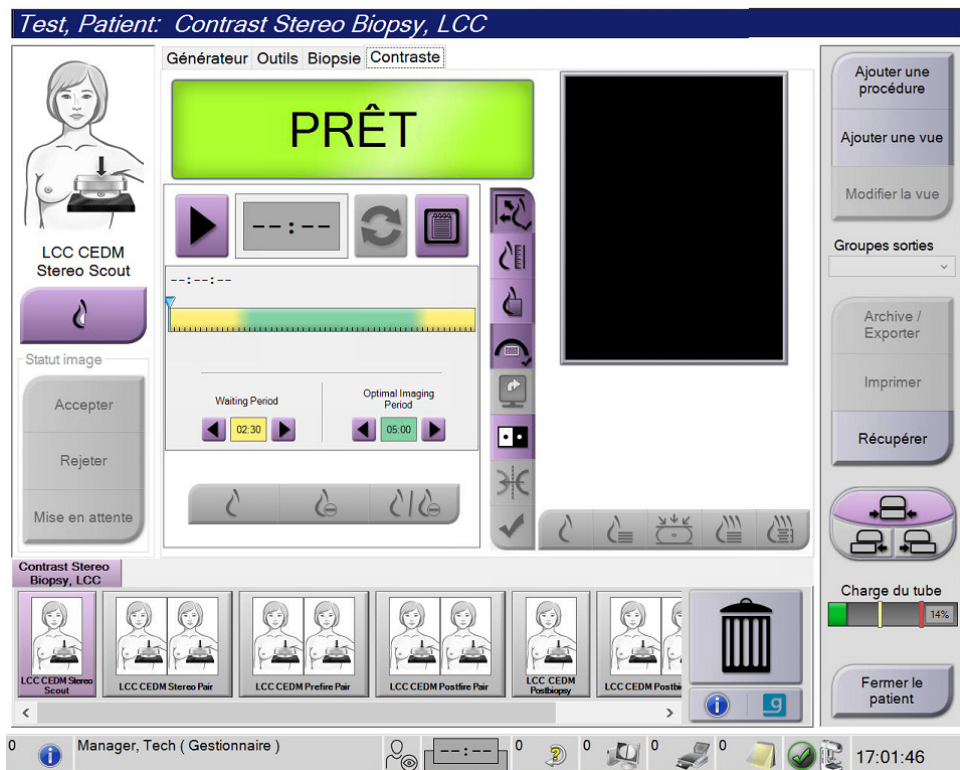 Test, Patient: Contrast Stereo Biopsy, LCC
Générateur Outils Biopsie Contraste
PRÊT
LCC CEDM
Stereo Scout
Statut image
Accepter
Rejeter
Mise en attente
--:--
--:--:--
Waiting Period
02:30
Optimal Imaging
Period
05:00
Ajouter une
procédure
Ajouter une vue
Modifier la vue
Groupes sorties
Archive /
Exporter
Imprimer
Récupérer
Charge du tube
14%
Fermer le
patient
Contrast Stereo
Biopsy, LCC
LCC CEDM Stereo
Scout
LCC CEDM Stereo Pair
LCC CEDM Prefire Pair
LCC CEDM Postfire Pair
LCC CEDM
Postbiopsy
LCC CEDM Postbi
0 Manager, Tech ( Gestionnaire ) --:-- 0 0 0 0 17:01:46